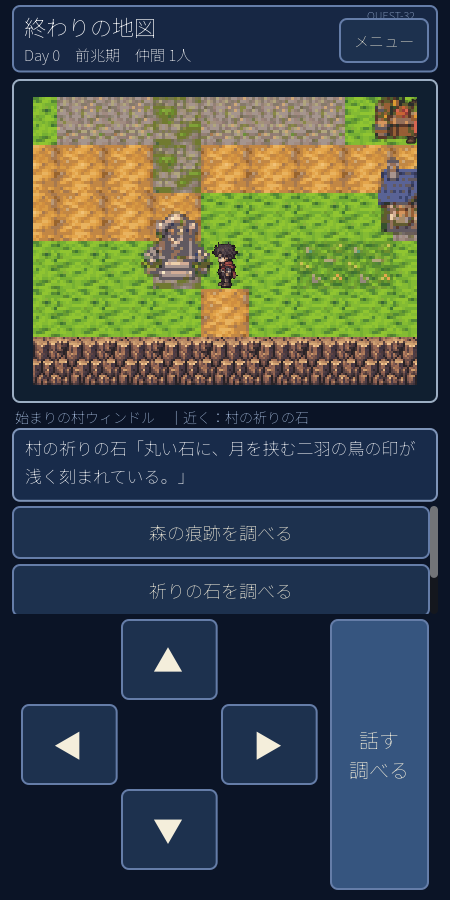 QUEST-32
終わりの地図
メニュー
Day 0　前兆期　仲間 1人
始まりの村ウィンドル　｜近く：村の祈りの石
村の祈りの石「丸い石に、月を挟む二羽の鳥の印が
浅く刻まれている。」
森の痕跡を調べる
祈りの石を調べる
話す
調べる